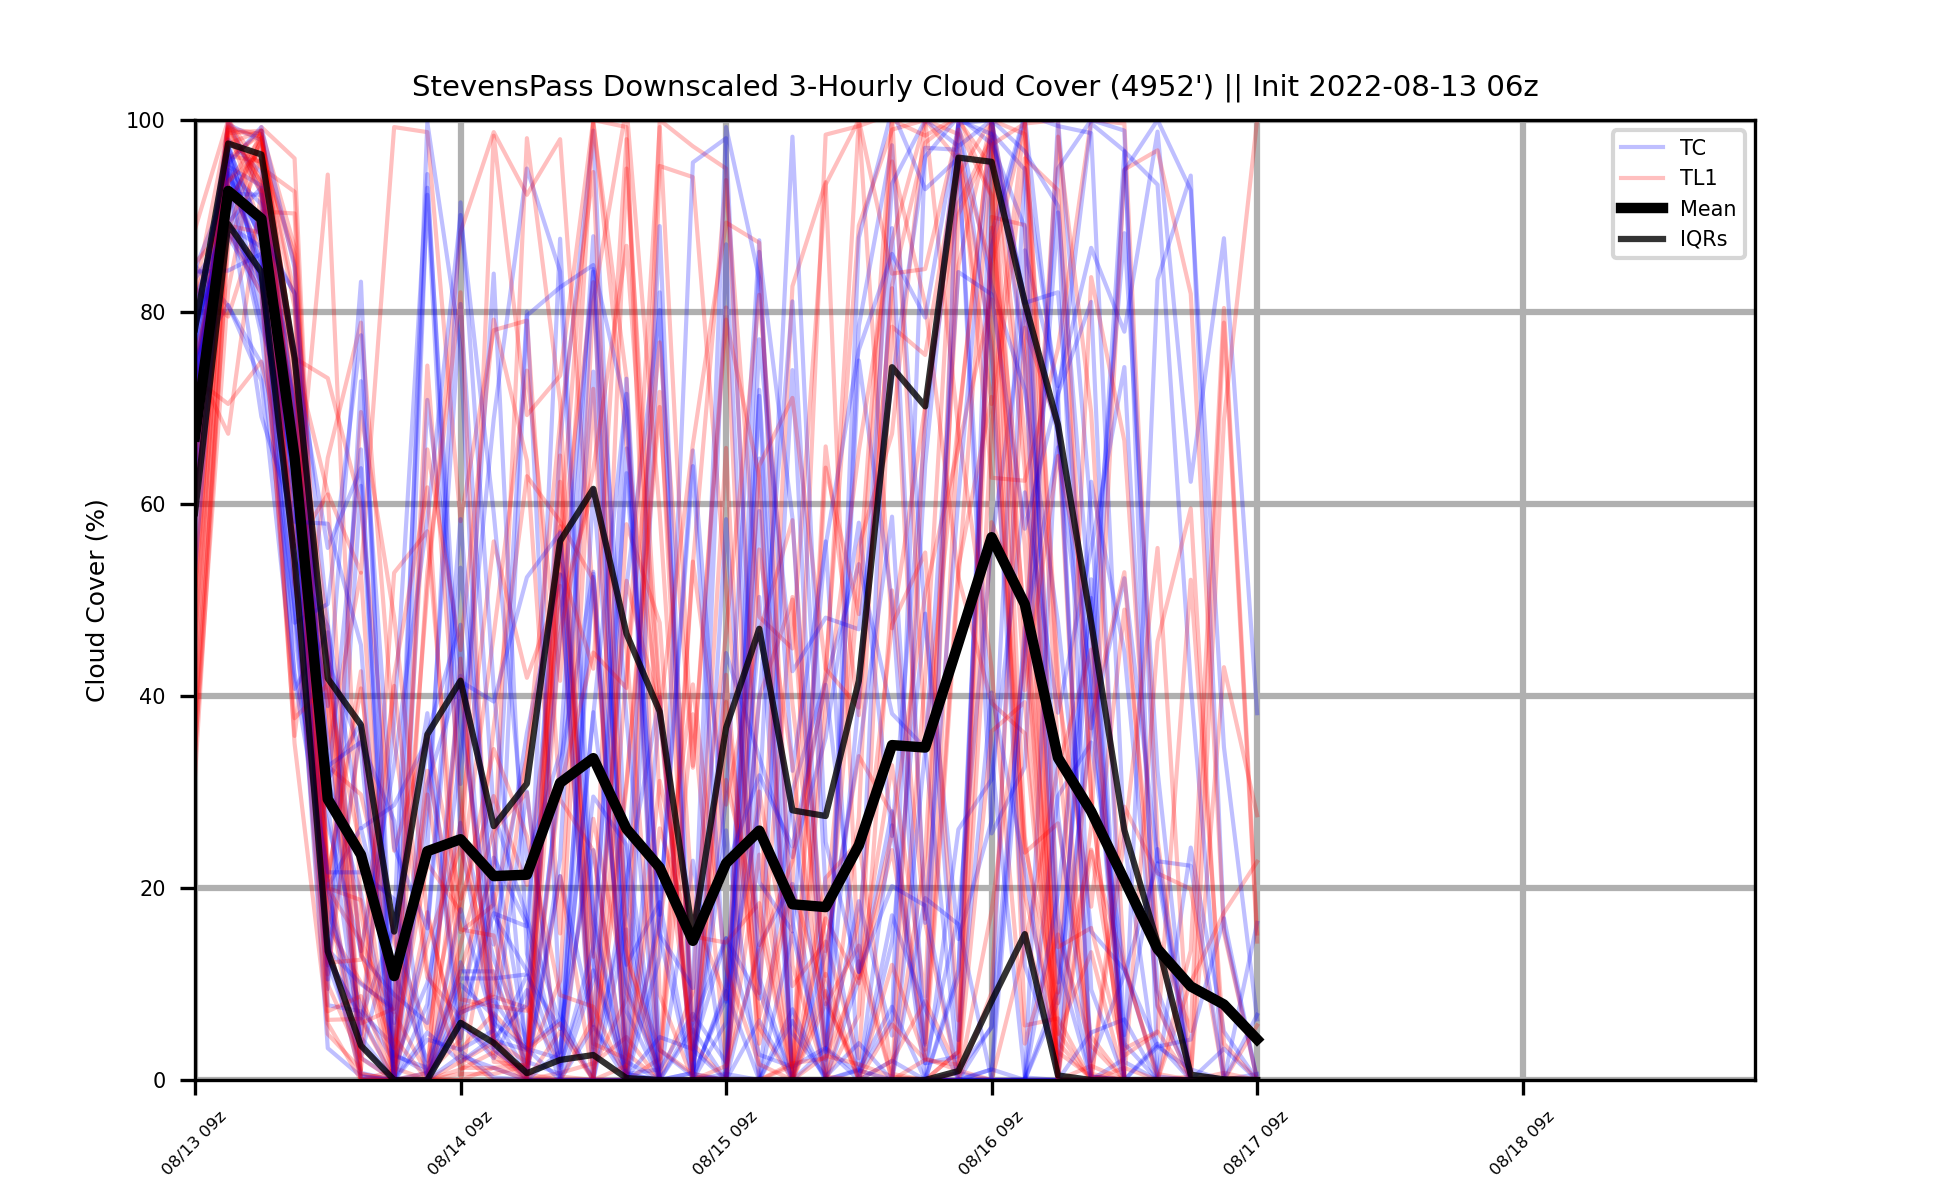 StevensPass Downscaled 3-Hourly Cloud Cover (4952') || Init 2022-08-13 06z
TC
TL1
Mean
IQRs
Cloud Cover (%)
100
80
60
40
20
0
08/13 09z
08/14 09z
08/15 09z
08/16 09z
08/17 09z
08/18 09z